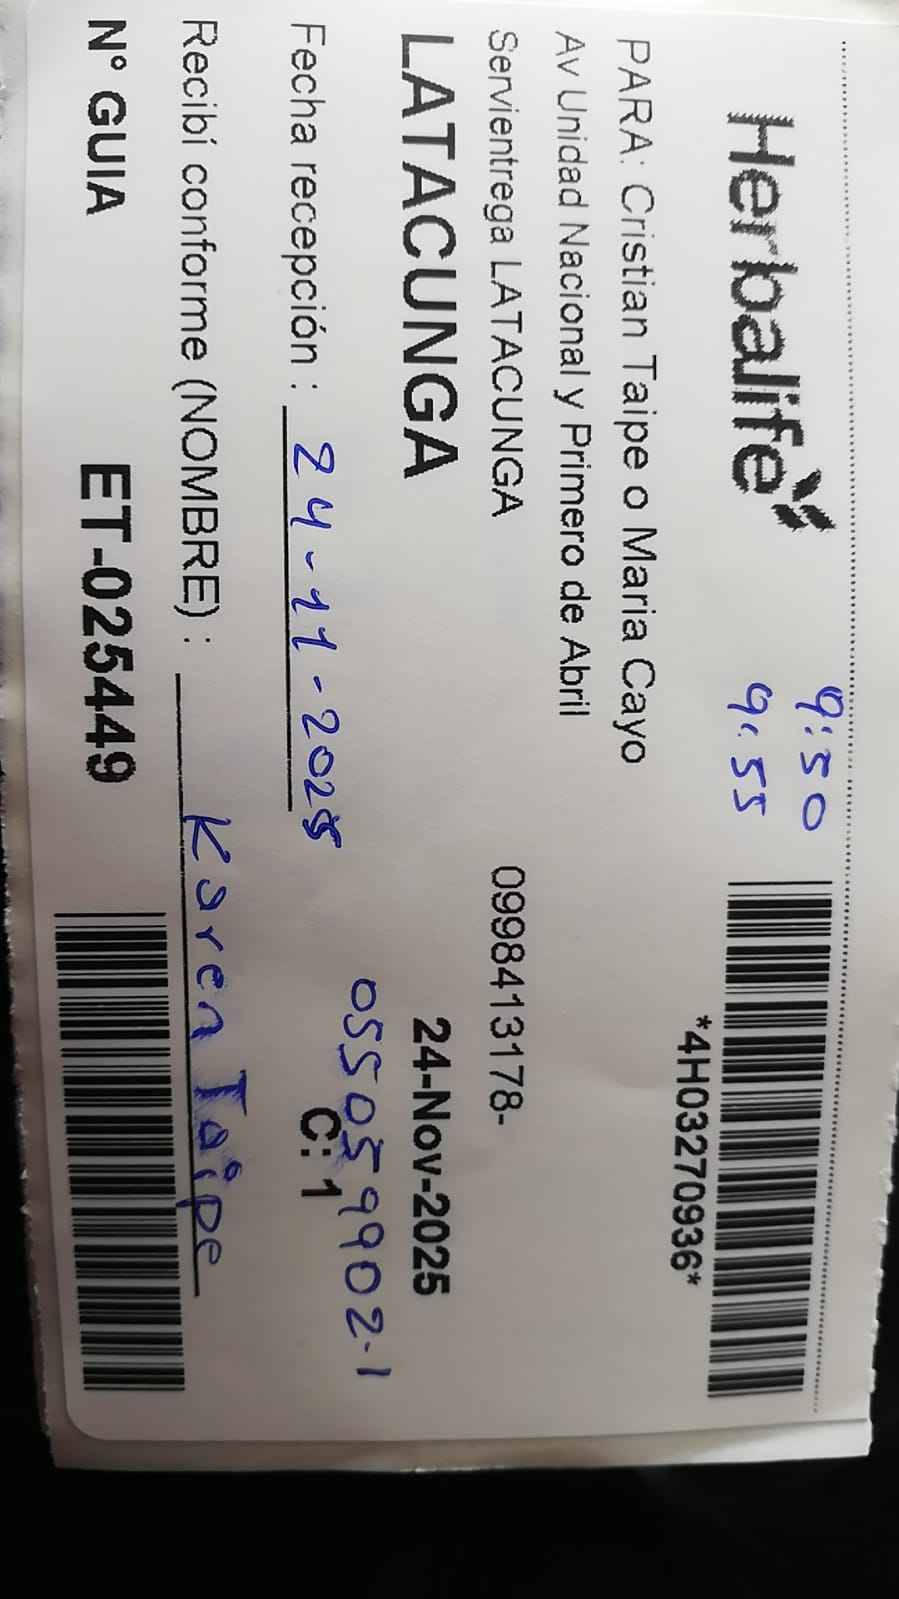 Herbalife
9:50
9:55
*4H03270936*
PARA: Cristian Taipe o Maria Cayo
Av Unidad Nacional y Primero de Abril
Servientrega LATACUNGA
0998413178-
LATACUNGA
24-Nov-2025
0550559902-1
Fecha recepción : 24-11-2025
C: 1
Recibí conforme (NOMBRE) : Karen Taipe
N° GUIA
ET-025449